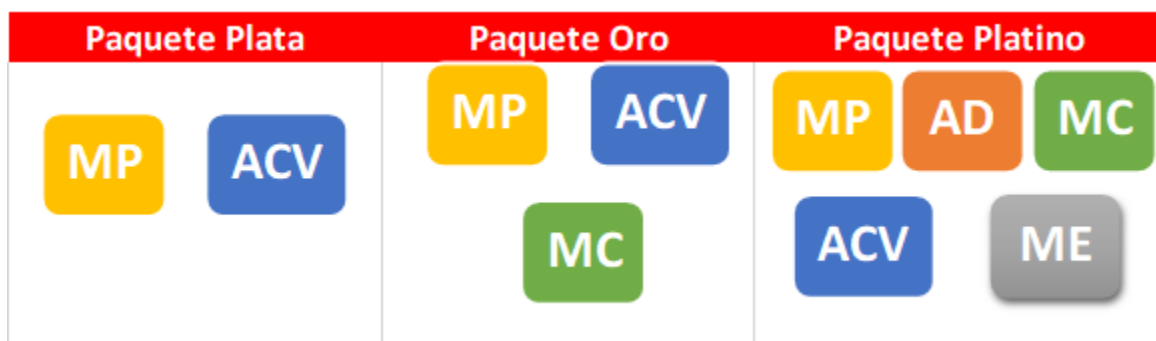 Paquete Plata
Paquete Oro
Paquete Platino
MP ACV
MP ACV
MC
MP AD MC
ACV ME